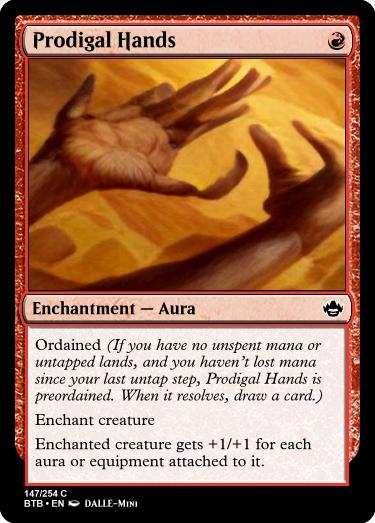 Prodigal Hands
Enchantment — Aura
Ordained (If you have no unspent mana or
untapped lands, and you haven't lost mana
since your last untap step, Prodigal Hands is
preordained. When it resolves, draw a card.)
Enchant creature
Enchanted creature gets +1/+1 for each
aura or equipment attached to it.
147/254 C
BTB • EN DALLE-Mini